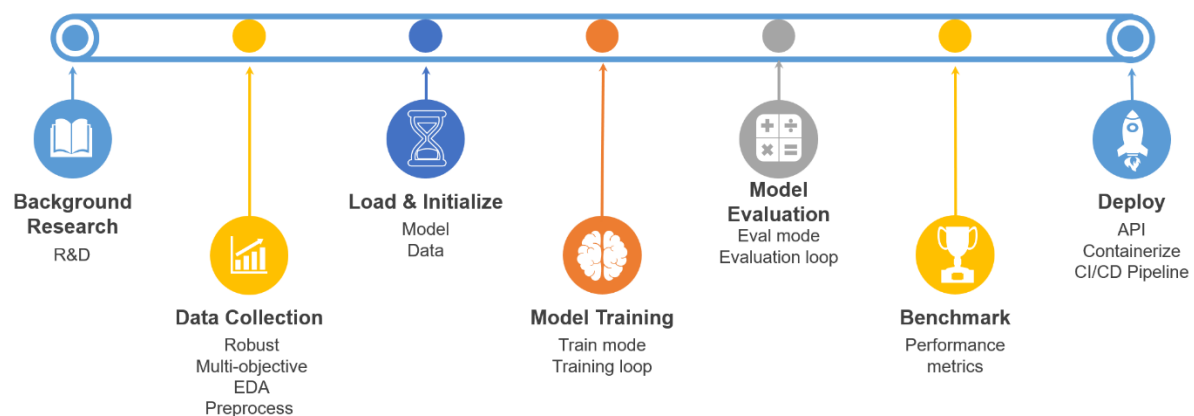 Background
Research
R&D
Data Collection
Robust
Multi-objective
EDA
Preprocess
Load & Initialize
Model
Data
Model Training
Train mode
Training loop
Model
Evaluation
Eval mode
Evaluation loop
Benchmark
Performance
metrics
Deploy
API
Containerize
CI/CD Pipeline